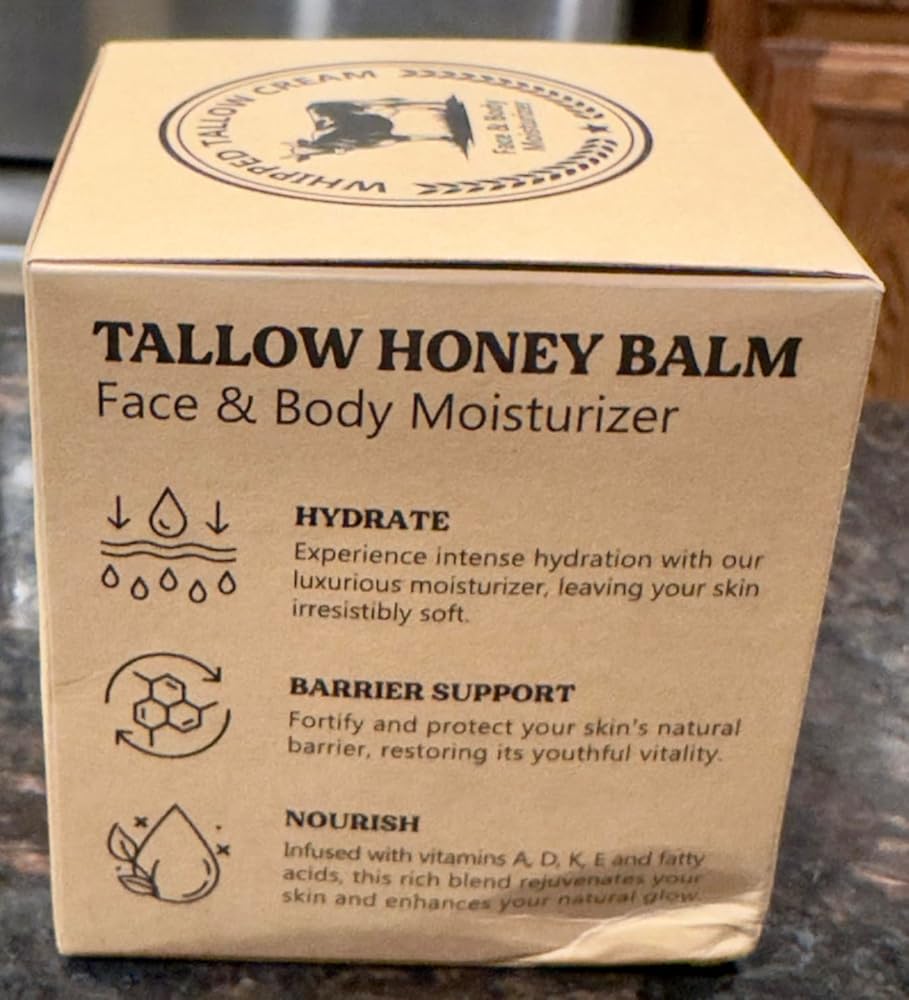 WHIPPED TALLOW CREAM
Face & Body
Moisturizer
TALLOW HONEY BALM
Face & Body Moisturizer
HYDRATE
Experience intense hydration with our
luxurious moisturizer, leaving your skin
irresistibly soft.
BARRIER SUPPORT
Fortify and protect your skin's natural
barrier, restoring its youthful vitality.
NOURISH
Infused with vitamins A, D, K, E and fatty
acids, this rich blend rejuvenates your
skin and enhances your natural glow.